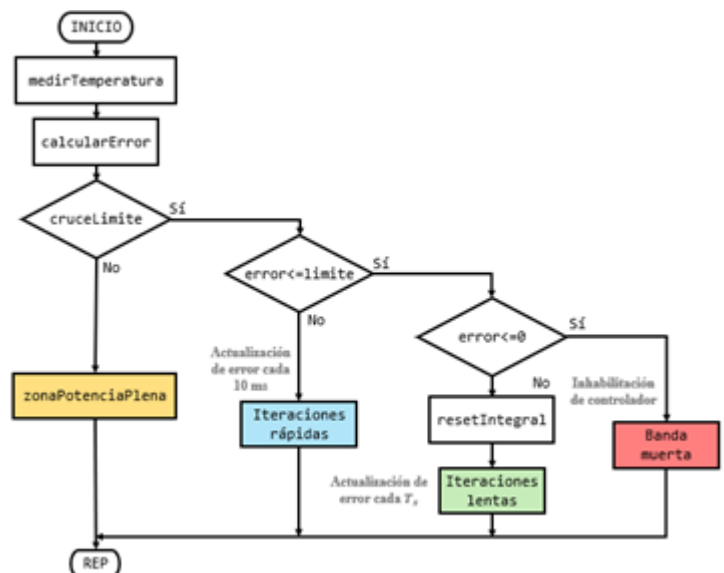 INICIO
medirTemperatura
calcularError
cruceLimite
Sí
No
error<=limite
Sí
No
error<=0
Sí
No
zonaPotenciaPlena
Actualización
de error cada
10 ms
Iteraciones
rápidas
resetIntegral
Inhabilitación
de controlador
Banda
muerta
Actualización de
error cada Tₛ
Iteraciones
lentas
REP